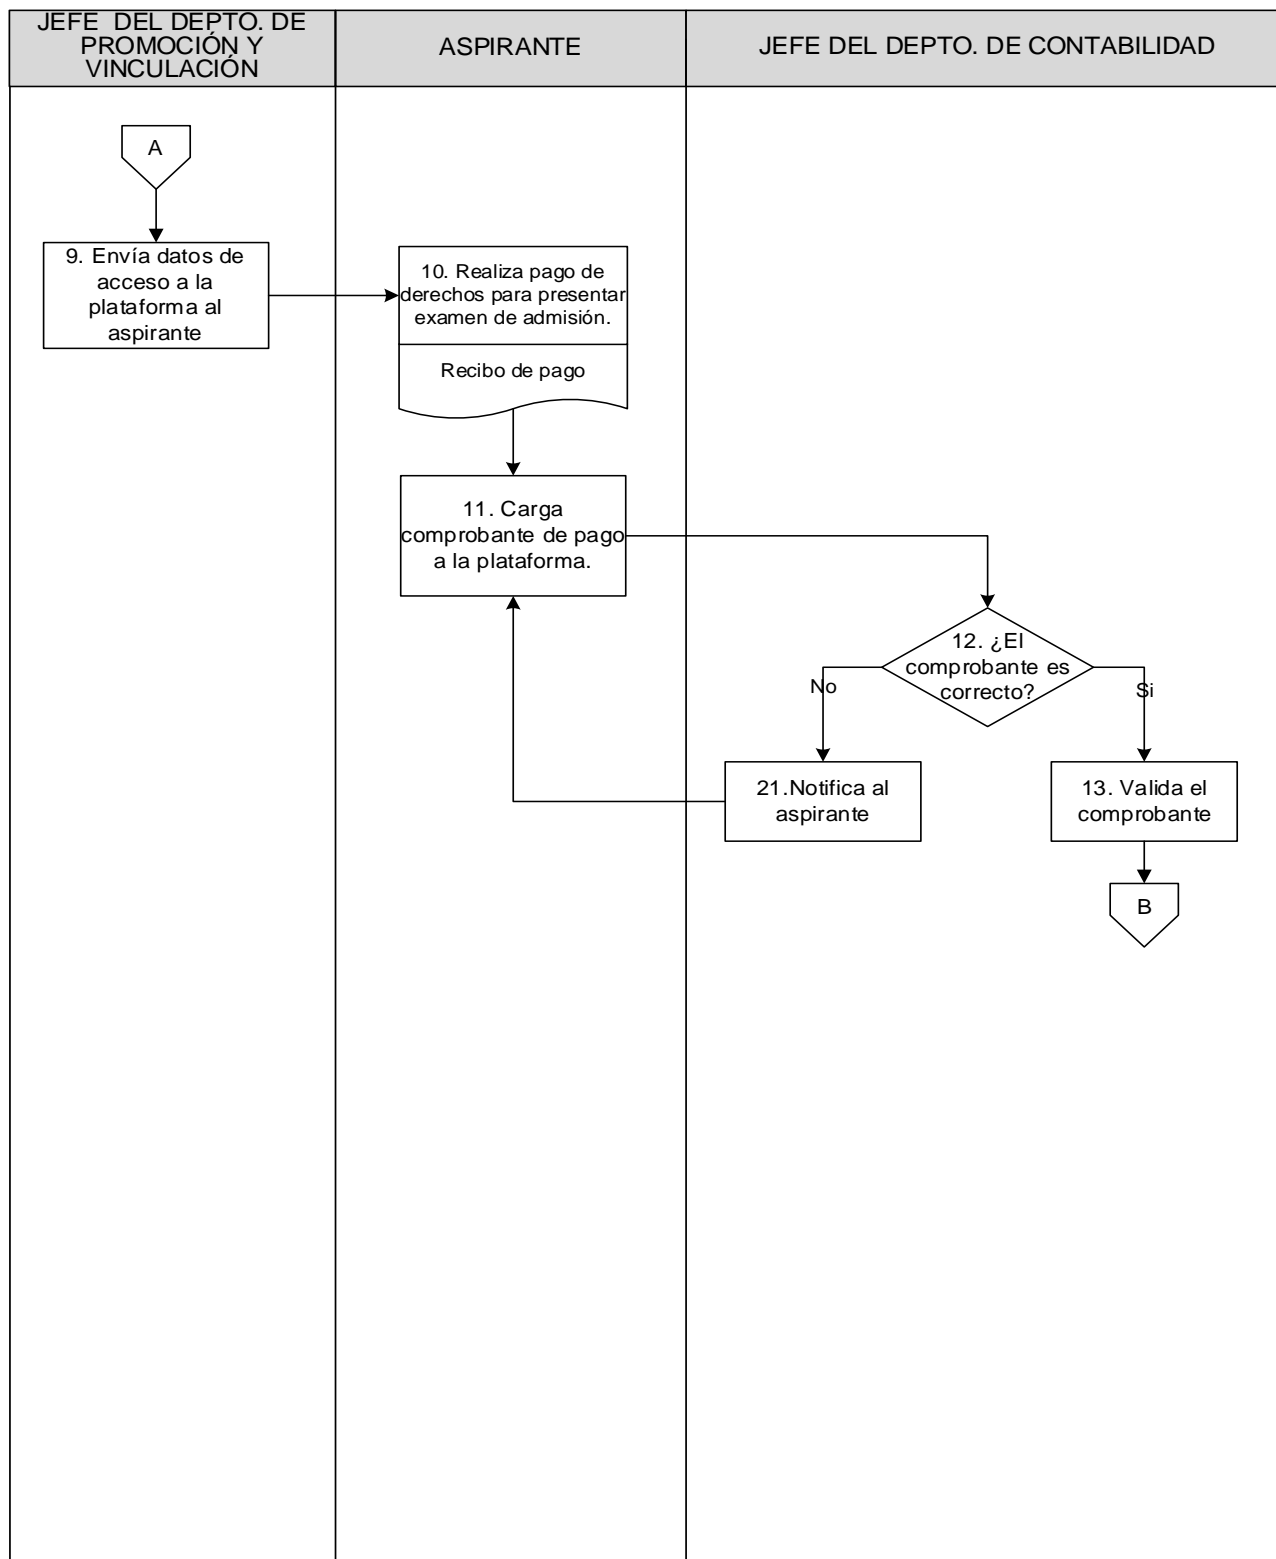 JEFE DEL DEPTO. DE
PROMOCIÓN Y
VINCULACIÓN
ASPIRANTE
JEFE DEL DEPTO. DE CONTABILIDAD
A
9. Envía datos de
acceso a la
plataforma al
aspirante
10. Realiza pago de
derechos para presentar
examen de admisión.
Recibo de pago
11. Carga
comprobante de pago
a la plataforma.
12. ¿El
comprobante es
correcto?
No
Si
21.Notifica al
aspirante
13. Valida el
comprobante
B